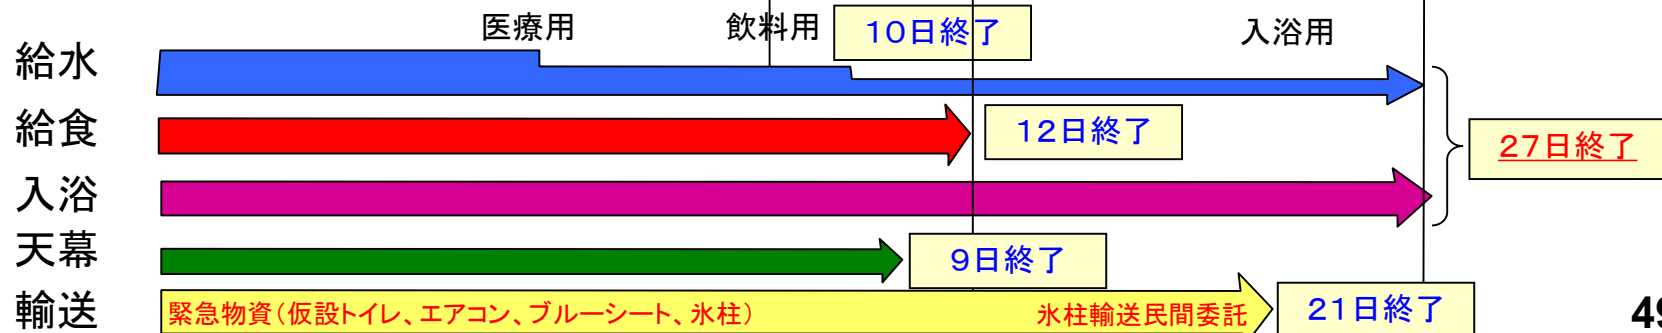 医療用 飲料用 10日終了 入浴用
給水
給食 12日終了
27日終了
入浴
天幕 9日終了
輸送 緊急物資(仮設トイレ、エアコン、ブルーシート、氷柱) 氷柱輸送民間委託 21日終了 49